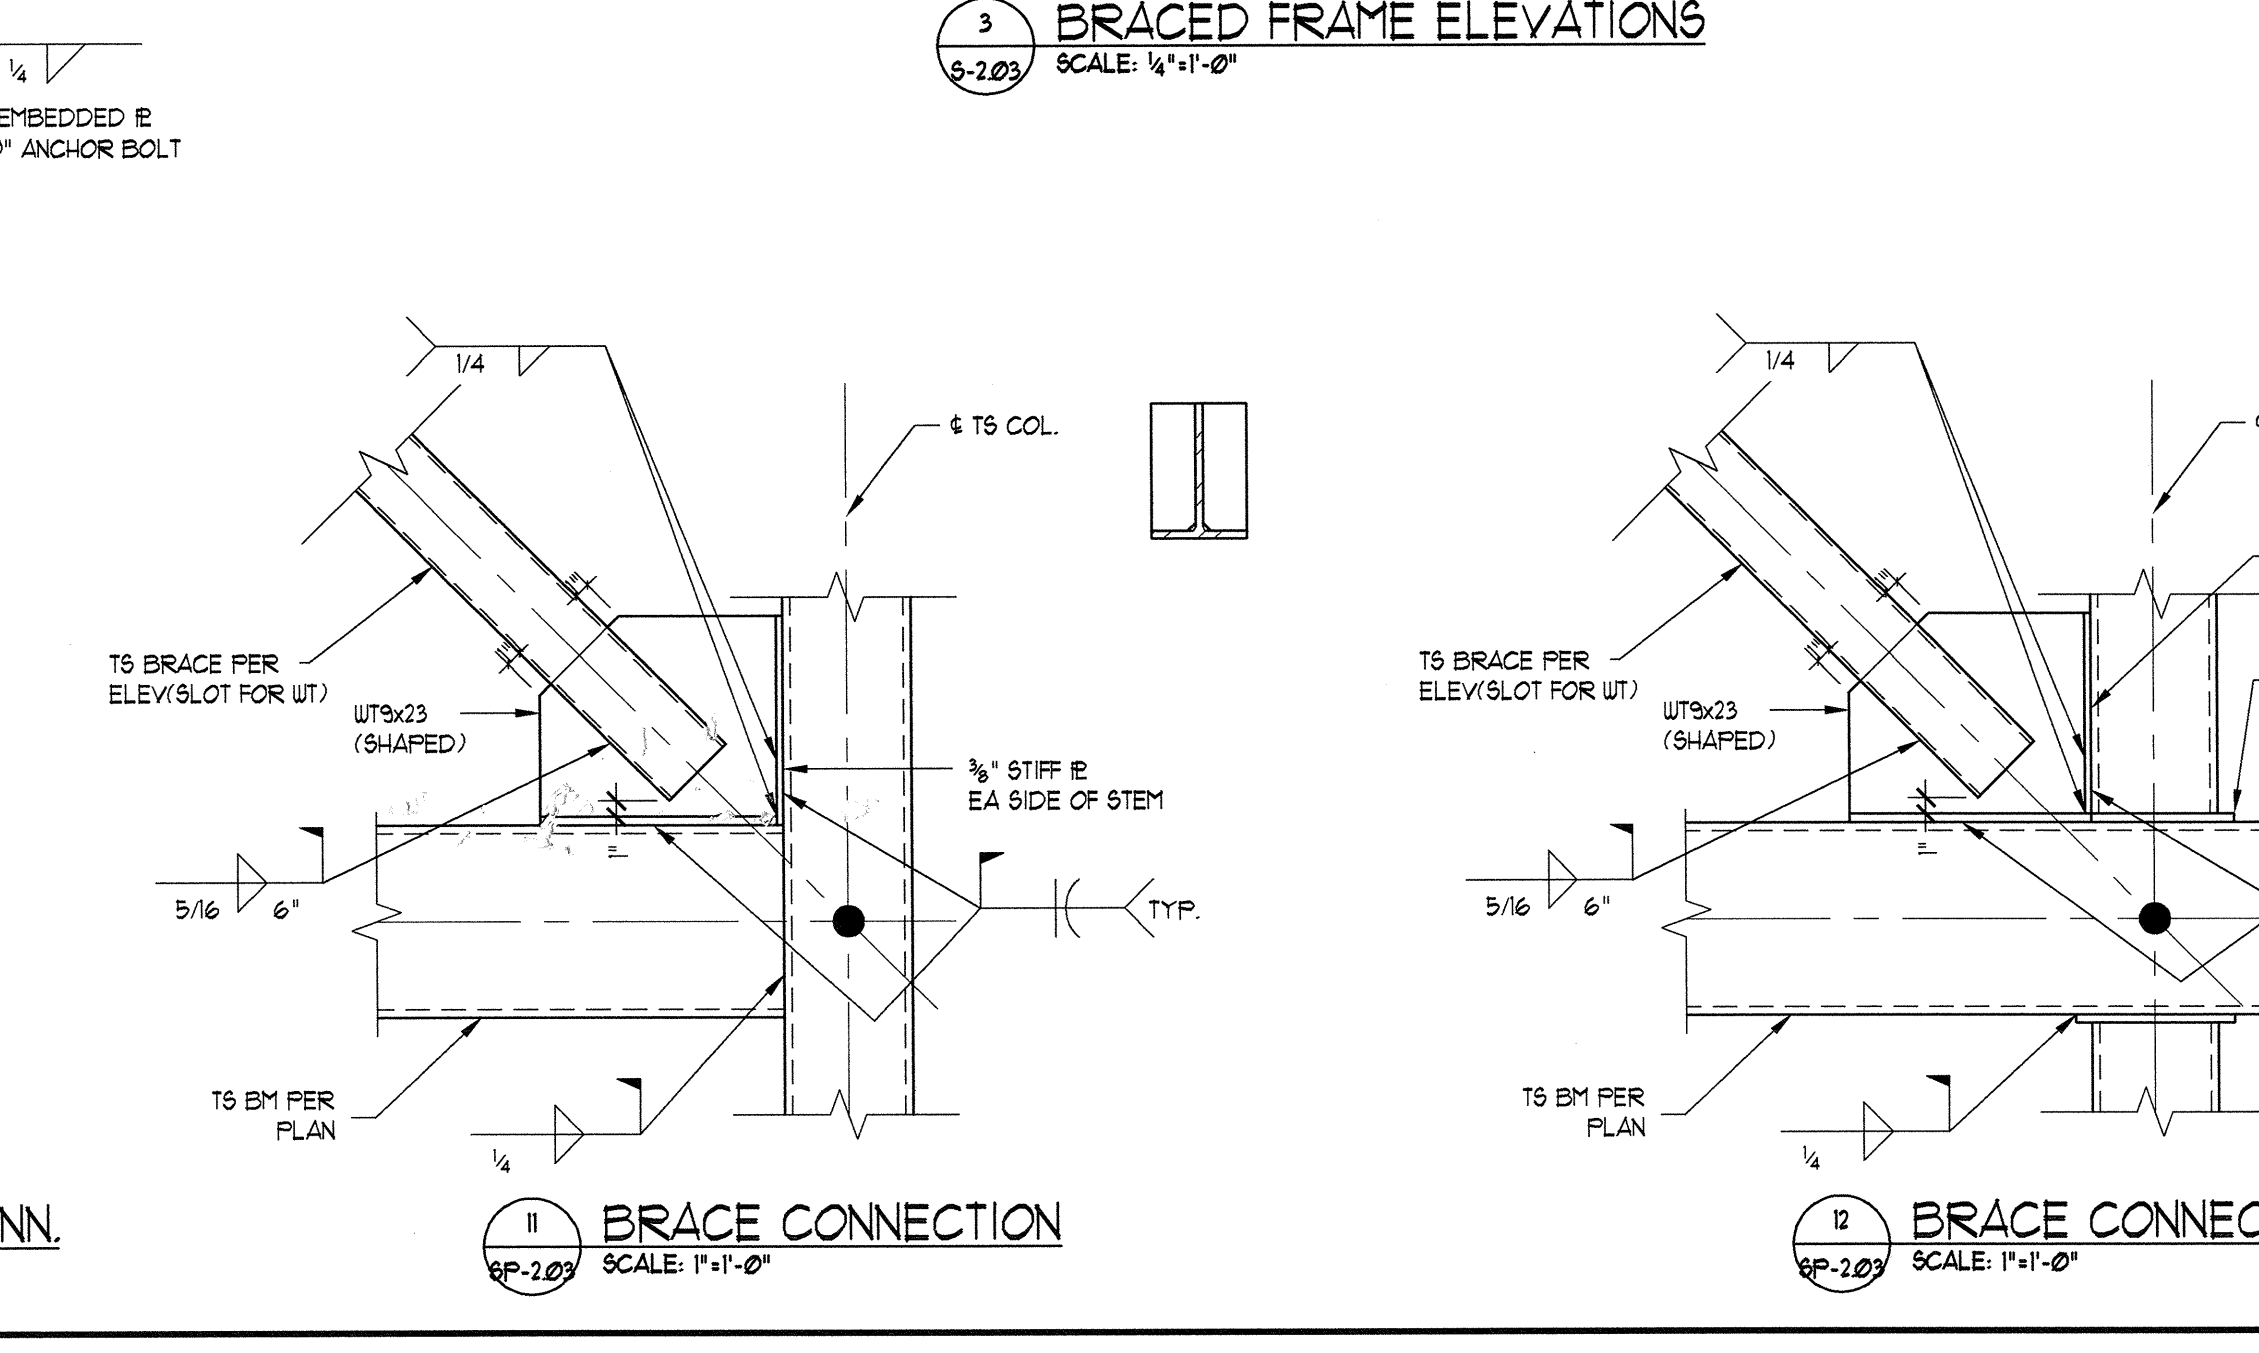 3
BRACED FRAME ELEVATIONS
S-2.03
SCALE: 1/4"=1'-0"
1/4
EMBEDDED ⅊
0" ANCHOR BOLT
1/4
℄ TS COL.
TS BRACE PER
ELEV(SLOT FOR WT)
WT9x23
(SHAPED)
3/8" STIFF ⅊
EA SIDE OF STEM
5/16 6"
TYP.
TS BM PER
PLAN
1/4
NN.
11
BRACE CONNECTION
SP-2.03
SCALE: 1"=1'-0"
1/4
TS BRACE PER
ELEV(SLOT FOR WT)
WT9x23
(SHAPED)
5/16 6"
TS BM PER
PLAN
1/4
12
BRACE CONNEC
SP-2.03
SCALE: 1"=1'-0"